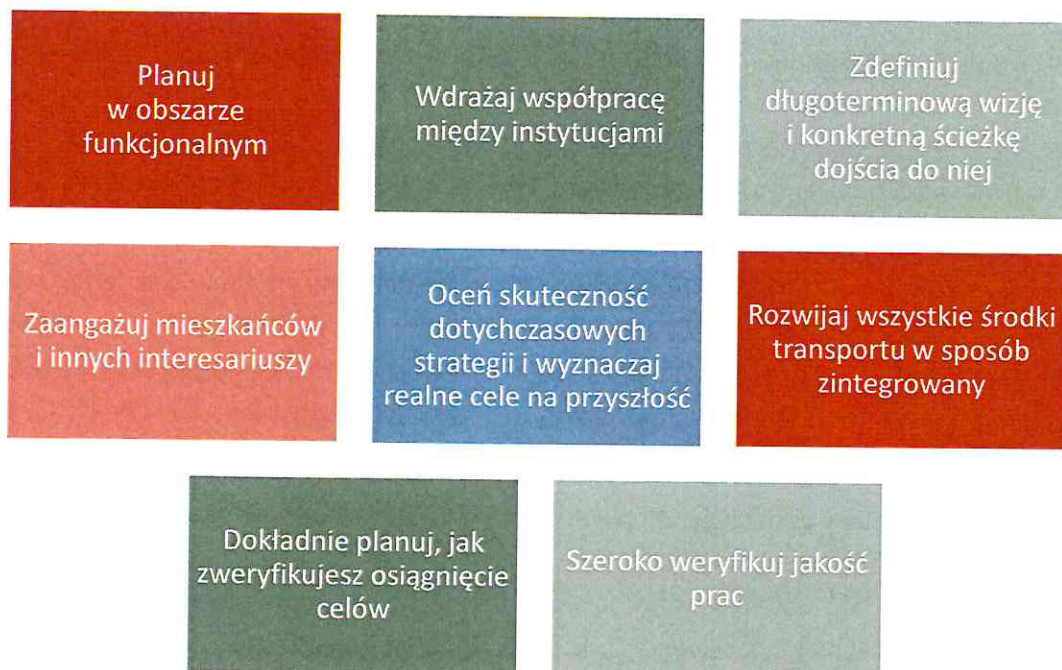 Planuj
w obszarze
funkcjonalnym
Wdrażaj współpracę
między instytucjami
Zdefiniuj
długoterminową wizję
i konkretną ścieżkę
dojścia do niej
Zaangażuj mieszkańców
i innych interesariuszy
Oceń skuteczność
dotychczasowych
strategii i wyznaczaj
realne cele na przyszłość
Rozwijaj wszystkie środki
transportu w sposób
zintegrowany
Dokładnie planuj, jak
zweryfikujesz osiągnięcie
celów
Szeroko weryfikuj jakość
prac